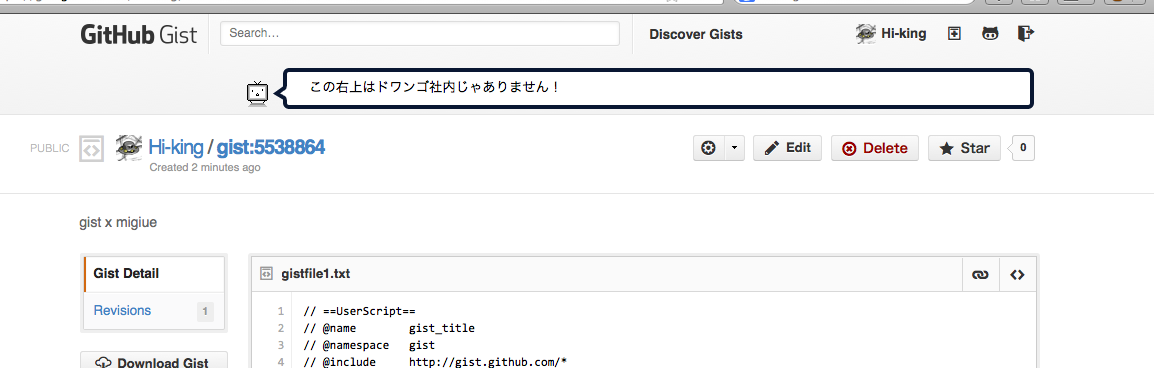 GitHub Gist
Search…
Discover Gists
Hi-king
この右上はドワンゴ社内じゃありません！
PUBLIC
Hi-king / gist:5538864
Created 2 minutes ago
Edit
Delete
Star
0
gist x migiue
Gist Detail
Revisions
1
Download Gist
gistfile1.txt
1 // ==UserScript==
2 // @name gist_title
3 // @namespace gist
4 // @include http://gist.github.com/*